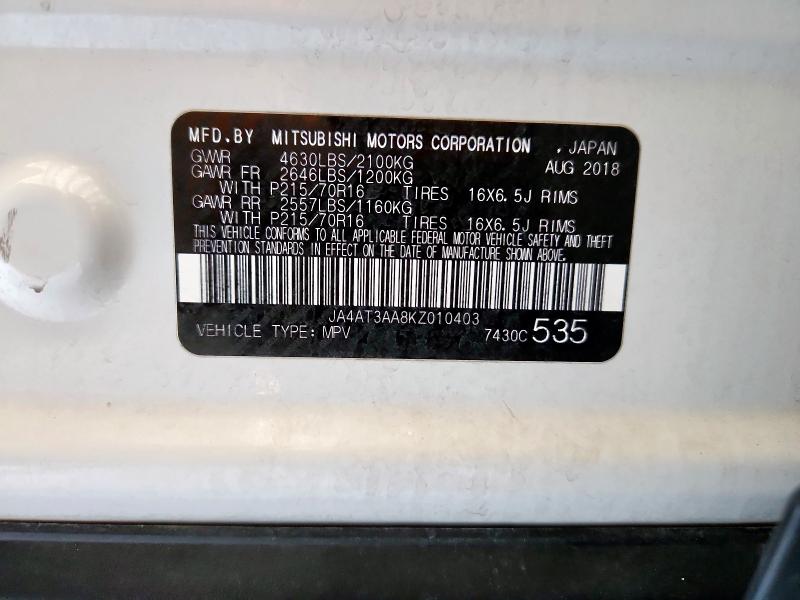 MFD.BY MITSUBISHI MOTORS CORPORATION , JAPAN
GVWR 4630LBS/2100KG AUG 2018
GAWR FR 2646LBS/1200KG
WITH P215/70R16 TIRES 16X6.5J RIMS
GAWR RR 2557LBS/1160KG
WITH P215/70R16 TIRES 16X6.5J RIMS
THIS VEHICLE CONFORMS TO ALL APPLICABLE FEDERAL MOTOR VEHICLE SAFETY AND THEFT
PREVENTION STANDARDS IN EFFECT ON THE DATE OF MANUFACTURE SHOWN ABOVE.
JA4AT3AA8KZ010403
VEHICLE TYPE: MPV 7430C 535